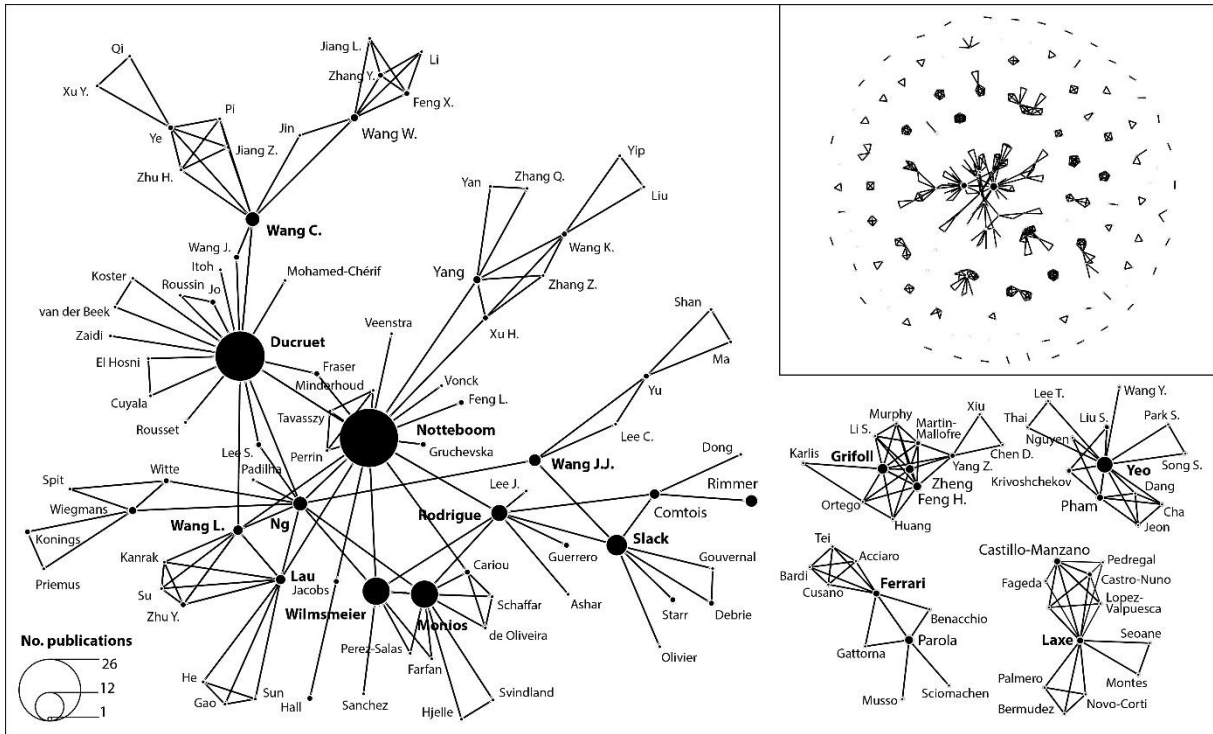 Qi
Xu Y.
Pi
Ye
Jiang Z.
Zhu H.
Jiang L.
Li
Zhang Y.
Feng X.
Jin
Wang W.
Wang C.
Yan
Zhang Q.
Yip
Liu
Wang K.
Yang
Zhang Z.
Xu H.
Wang J.
Itoh
Mohamed-Chérif
Koster
Roussin
Jo
van der Beek
Zaidi
Ducruet
Veenstra
El Hosni
Fraser
Cuyala
Minderhoud
Vonck
Feng L.
Tavasszy
Rousset
Notteboom
Perrin
Gruchevska
Shan
Ma
Yu
Lee C.
Lee S.
Padilha
Witte
Spit
Wiegmans
Konings
Priemus
Wang L.
Ng
Wang J.J.
Dong
Rimmer
Comtois
Lee J.
Rodrigue
Guerrero
Slack
Gouvernal
Ashar
Starr
Debrie
Olivier
Kanrak
Su
Zhu Y.
Lau
Jacobs
Wilmsmeier
Monios
Cariou
Schaffar
de Oliveira
Perez-Salas
Farfan
He
Gao
Sun
Hall
Sanchez
Hjelle
Svindland
No. publications
26
12
1
Murphy
Li S.
Martin-
Mallofre
Xiu
Karlis
Grifoll
Yang Z.
Chen D.
Zheng
Feng H.
Ortego
Huang
Lee T.
Wang Y.
Thai
Liu S.
Park S.
Nguyen
Yeo
Song S.
Krivoshchekov
Dang
Pham
Cha
Jeon
Tei
Acciaro
Bardi
Cusano
Ferrari
Benacchio
Parola
Gattorna
Musso
Sciomachen
Castillo-Manzano
Pedregal
Fageda
Castro-Nuno
Lopez-
Valpuesca
Laxe
Seoane
Palmero
Montes
Bermudez
Novo-Corti